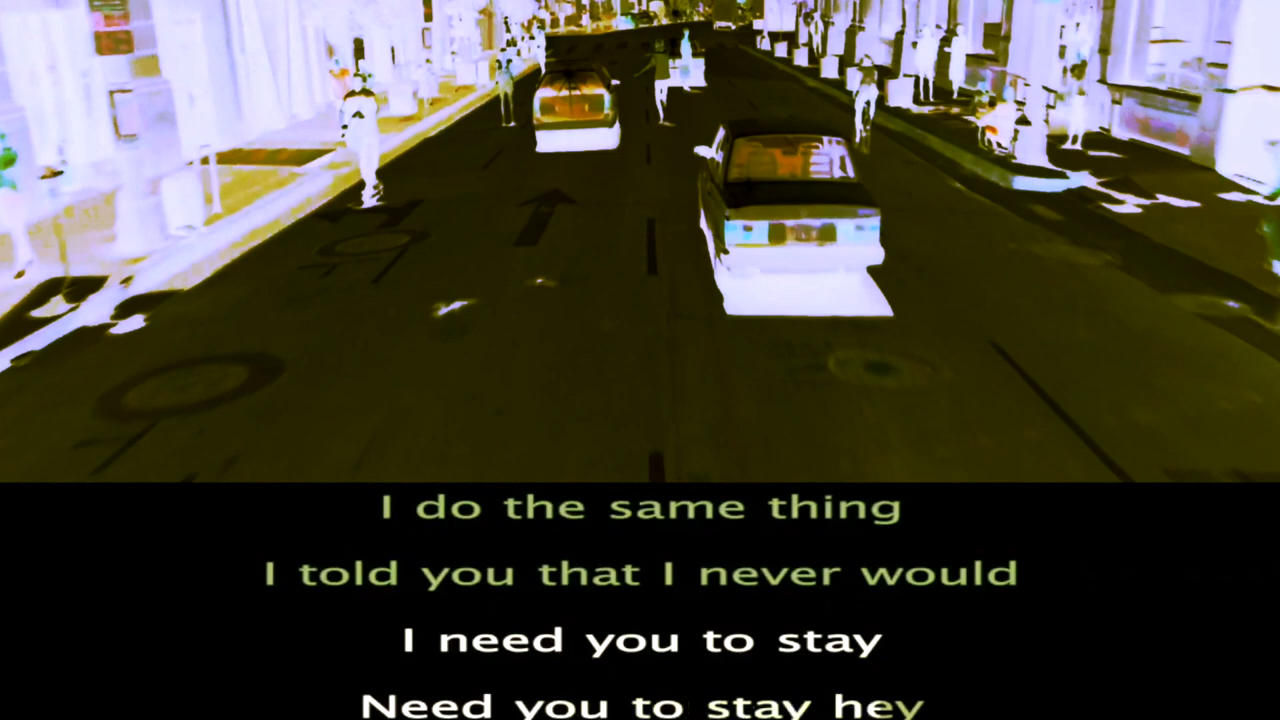 I do the same thing
I told you that I never would
I need you to stay
Need you to stay hey